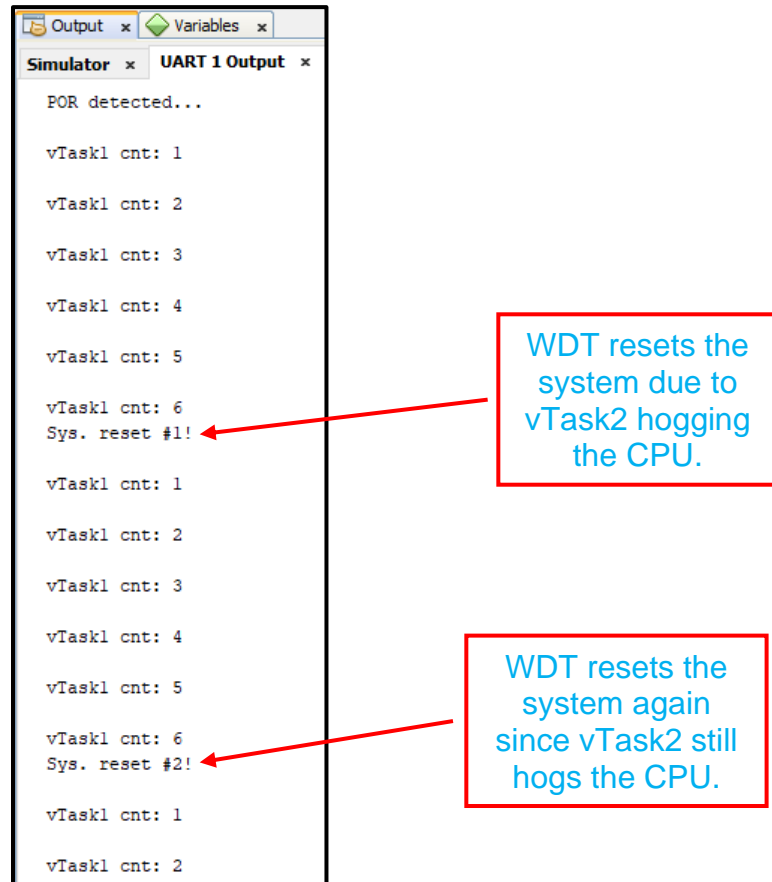 Output x Variables x
Simulator x UART 1 Output x
POR detected...
vTask1 cnt: 1
vTask1 cnt: 2
vTask1 cnt: 3
vTask1 cnt: 4
vTask1 cnt: 5
vTask1 cnt: 6
Sys. reset #1!
WDT resets the
system due to
vTask2 hogging
the CPU.
vTask1 cnt: 1
vTask1 cnt: 2
vTask1 cnt: 3
vTask1 cnt: 4
vTask1 cnt: 5
vTask1 cnt: 6
Sys. reset #2!
WDT resets the
system again
since vTask2 still
hogs the CPU.
vTask1 cnt: 1
vTask1 cnt: 2